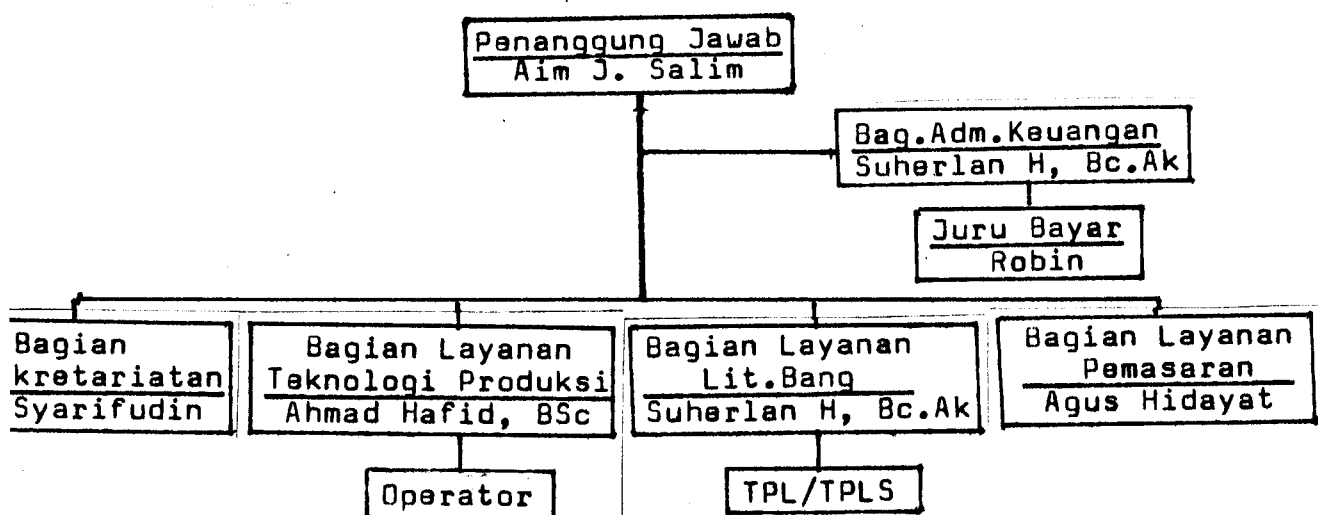 Penanggung Jawab
Aim J. Salim
Bag.Adm.Keuangan
Suherlan H, Bc.Ak
Juru Bayar
Robin
Bagian
kretariatan
Syarifudin
Bagian Layanan
Teknologi Produksi
Ahmad Hafid, BSc
Bagian Layanan
Lit.Bang
Suherlan H, Bc.Ak
Bagian Layanan
Pemasaran
Agus Hidayat
Operator
TPL/TPLS